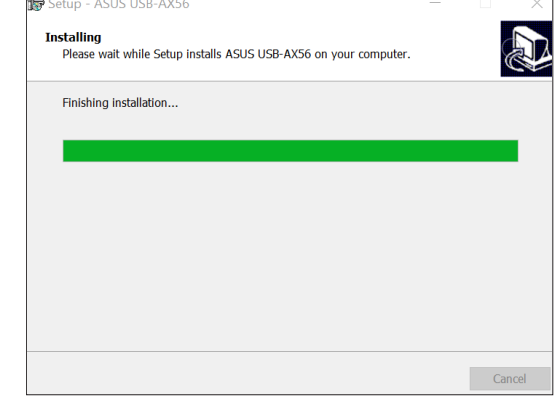 Setup - ASUS USB-AX56
Installing
Please wait while Setup installs ASUS USB-AX56 on your computer.
Finishing installation...
Cancel